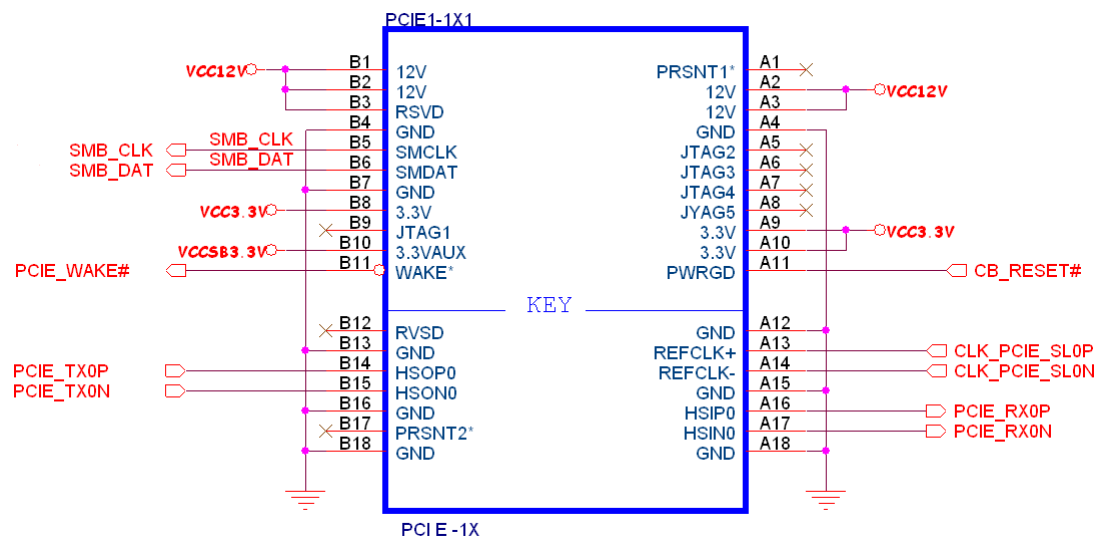 PCIE1-1X1
VCC12V B1 12V PRSNT1* A1
B2 12V 12V A2 VCC12V
B3 RSVD 12V A3
B4 GND GND A4
SMB_CLK SMB_CLK B5 SMCLK JTAG2 A5
SMB_DAT SMB_DAT B6 SMDAT JTAG3 A6
B7 GND JTAG4 A7
VCC3.3V B8 3.3V JYAG5 A8
B9 JTAG1 3.3V A9 VCC3.3V
VCCSB3.3V B10 3.3VAUX 3.3V A10
PCIE_WAKE# B11 WAKE* PWRGD A11 CB_RESET#
KEY
B12 RVSD GND A12
B13 GND REFCLK+ A13 CLK_PCIE_SL0P
PCIE_TX0P B14 HSOP0 REFCLK- A14 CLK_PCIE_SL0N
PCIE_TX0N B15 HSON0 GND A15
B16 GND HSIP0 A16 PCIE_RX0P
B17 PRSNT2* HSIN0 A17 PCIE_RX0N
B18 GND GND A18
PCI E -1X